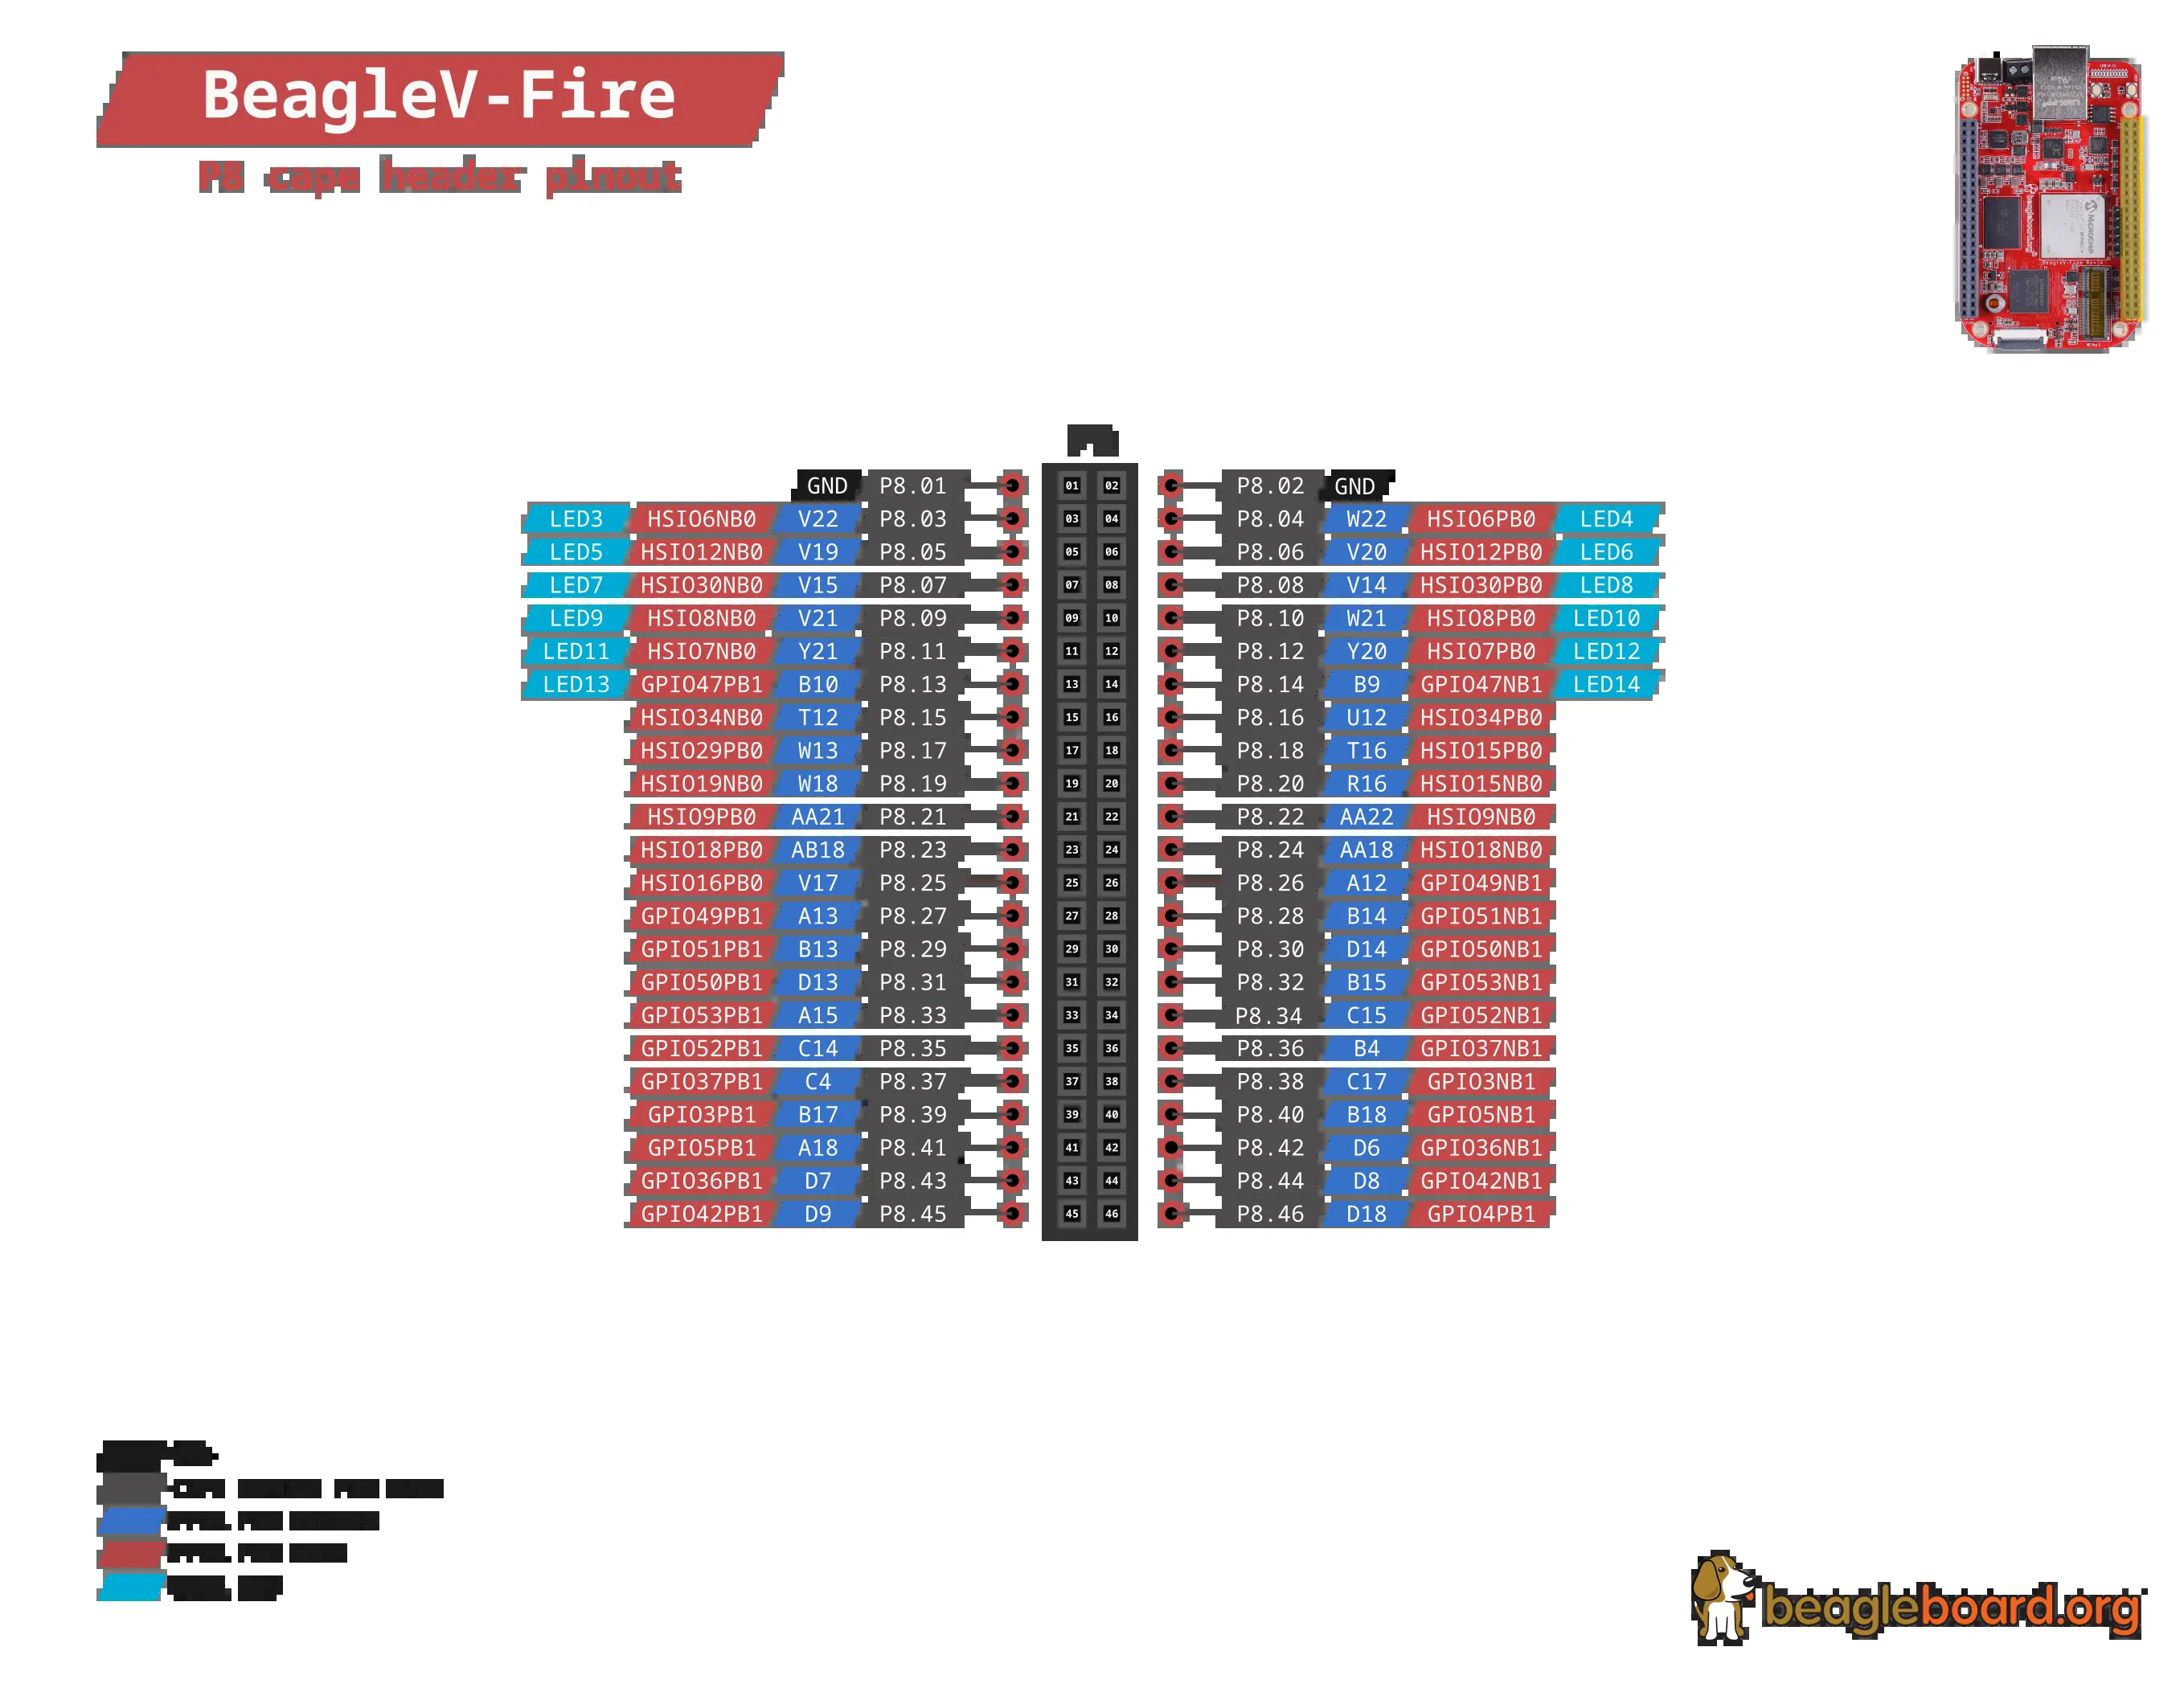 BeagleV-Fire
P8 cape header pinout
GND P8.01 01 02 P8.02 GND
LED3 HSIO6NB0 V22 P8.03 03 04 P8.04 W22 HSIO6PB0 LED4
LED5 HSIO12NB0 V19 P8.05 05 06 P8.06 V20 HSIO12PB0 LED6
LED7 HSIO30NB0 V15 P8.07 07 08 P8.08 V14 HSIO30PB0 LED8
LED9 HSIO8NB0 V21 P8.09 09 10 P8.10 W21 HSIO8PB0 LED10
LED11 HSIO7NB0 Y21 P8.11 11 12 P8.12 Y20 HSIO7PB0 LED12
LED13 GPIO47PB1 B10 P8.13 13 14 P8.14 B9 GPIO47NB1 LED14
HSIO34NB0 T12 P8.15 15 16 P8.16 U12 HSIO34PB0
HSIO29PB0 W13 P8.17 17 18 P8.18 T16 HSIO15PB0
HSIO19NB0 W18 P8.19 19 20 P8.20 R16 HSIO15NB0
HSIO9PB0 AA21 P8.21 21 22 P8.22 AA22 HSIO9NB0
HSIO18PB0 AB18 P8.23 23 24 P8.24 AA18 HSIO18NB0
HSIO16PB0 V17 P8.25 25 26 P8.26 A12 GPIO49NB1
GPIO49PB1 A13 P8.27 27 28 P8.28 B14 GPIO51NB1
GPIO51PB1 B13 P8.29 29 30 P8.30 D14 GPIO50NB1
GPIO50PB1 D13 P8.31 31 32 P8.32 B15 GPIO53NB1
GPIO53PB1 A15 P8.33 33 34 P8.34 C15 GPIO52NB1
GPIO52PB1 C14 P8.35 35 36 P8.36 B4 GPIO37NB1
GPIO37PB1 C4 P8.37 37 38 P8.38 C17 GPIO3NB1
GPIO3PB1 B17 P8.39 39 40 P8.40 B18 GPIO5NB1
GPIO5PB1 A18 P8.41 41 42 P8.42 D6 GPIO36NB1
GPIO36PB1 D7 P8.43 43 44 P8.44 D8 GPIO42NB1
GPIO42PB1 D9 P8.45 45 46 P8.46 D18 GPIO4PB1
beagleboard.org